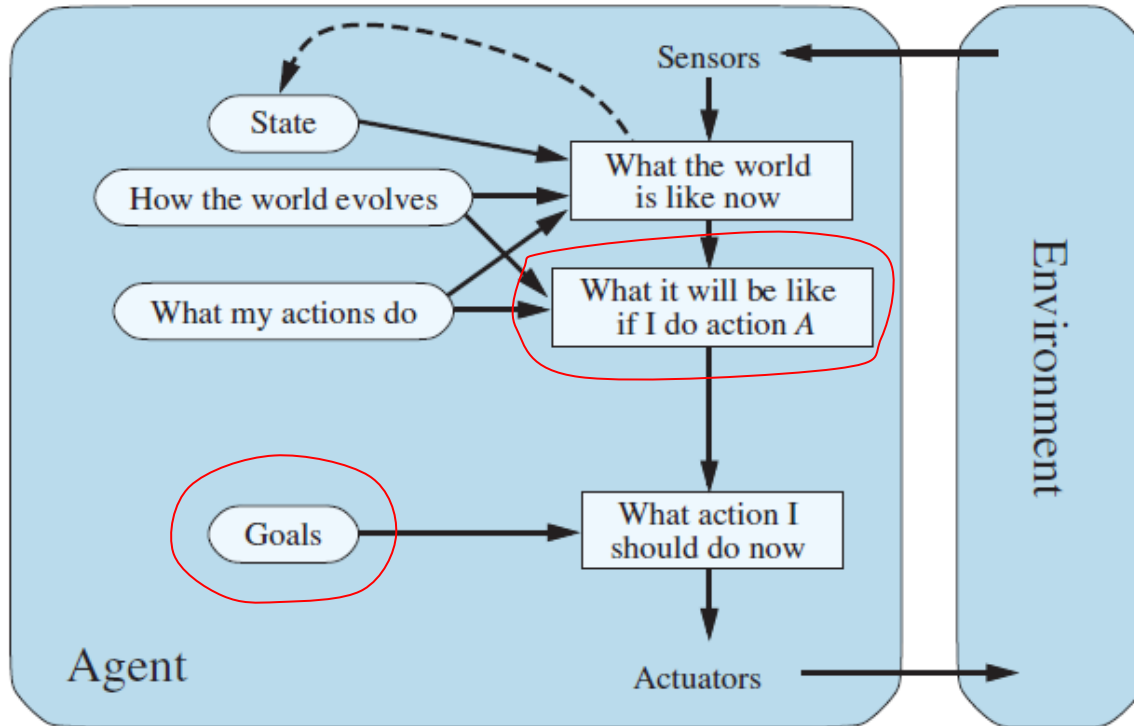 Sensors
State
What the world
is like now
How the world evolves
What it will be like
if I do action A
What my actions do
Goals
What action I
should do now
Agent
Actuators
Environment